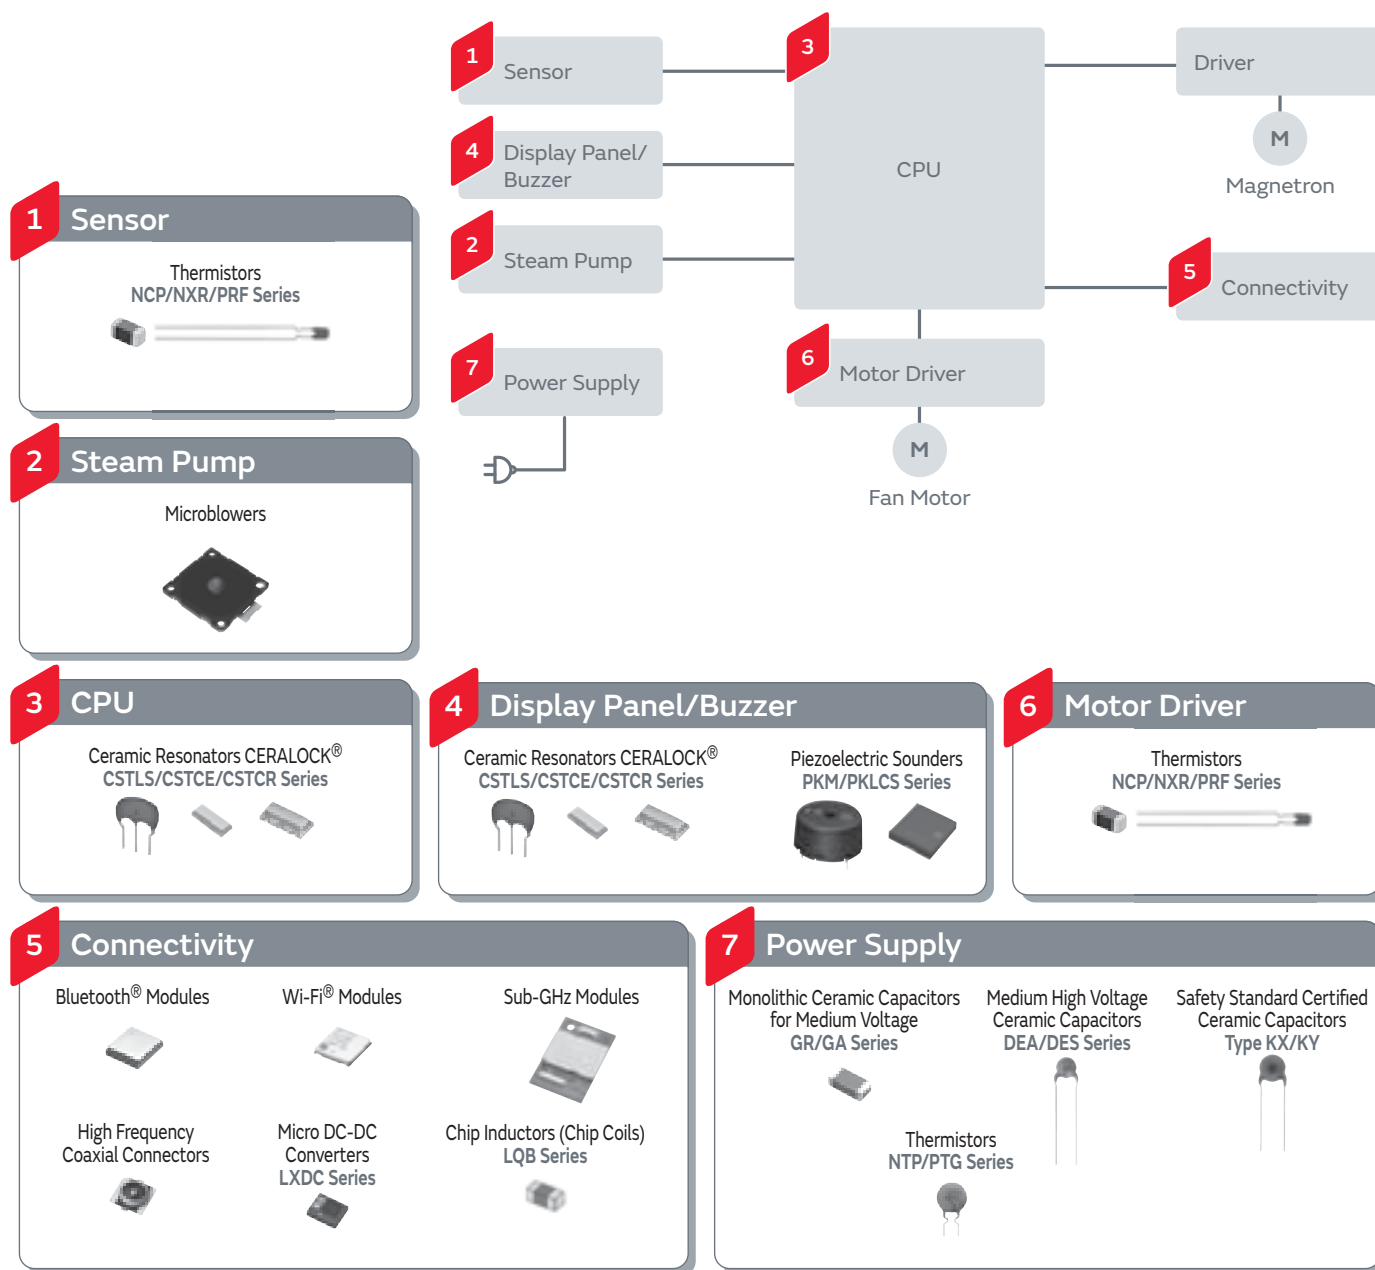 1
Sensor
4
Display Panel/
Buzzer
2
Steam Pump
7
Power Supply
3
CPU
6
Motor Driver
M
Fan Motor
Driver
M
Magnetron
5
Connectivity
1 Sensor
Thermistors
NCP/NXR/PRF Series
2 Steam Pump
Microblowers
3 CPU
Ceramic Resonators CERALOCK®
CSTLS/CSTCE/CSTCR Series
4 Display Panel/Buzzer
Ceramic Resonators CERALOCK®
CSTLS/CSTCE/CSTCR Series
Piezoelectric Sounders
PKM/PKLCS Series
6 Motor Driver
Thermistors
NCP/NXR/PRF Series
5 Connectivity
Bluetooth® Modules
Wi-Fi® Modules
Sub-GHz Modules
High Frequency
Coaxial Connectors
Micro DC-DC
Converters
LXDC Series
Chip Inductors (Chip Coils)
LQB Series
7 Power Supply
Monolithic Ceramic Capacitors
for Medium Voltage
GR/GA Series
Medium High Voltage
Ceramic Capacitors
DEA/DES Series
Safety Standard Certified
Ceramic Capacitors
Type KX/KY
Thermistors
NTP/PTG Series